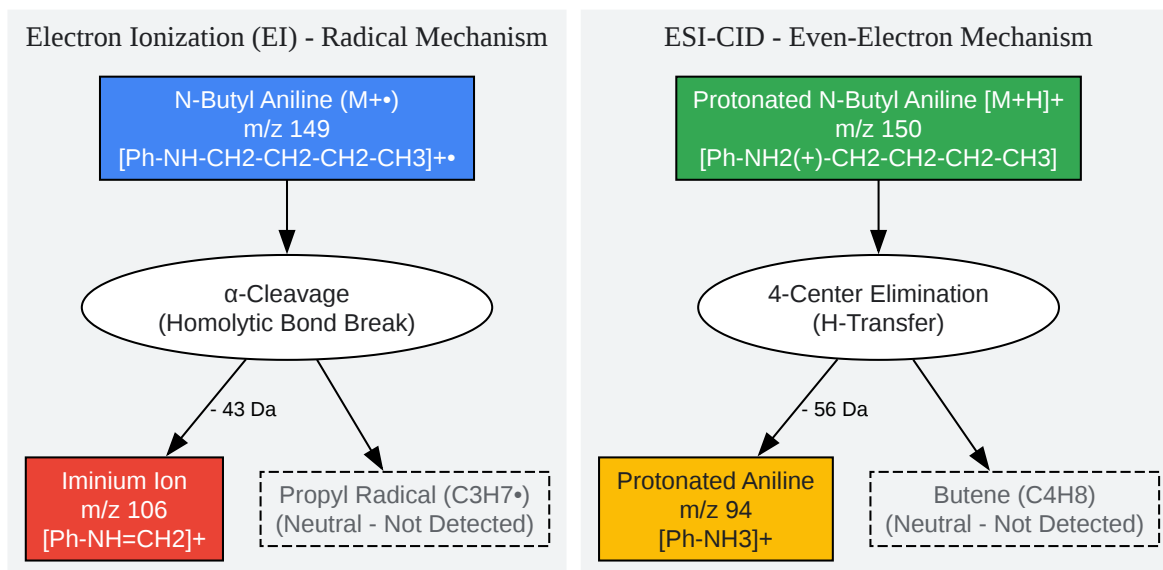 Electron Ionization (EI) - Radical Mechanism
N-Butyl Aniline (M+•)
m/z 149
[Ph-NH-CH2-CH2-CH2-CH3]+•
α-Cleavage
(Homolytic Bond Break)
- 43 Da
Iminium Ion
m/z 106
[Ph-NH=CH2]+
Propyl Radical (C3H7•)
(Neutral - Not Detected)
ESI-CID - Even-Electron Mechanism
Protonated N-Butyl Aniline [M+H]+
m/z 150
[Ph-NH2(+)-CH2-CH2-CH2-CH3]
4-Center Elimination
(H-Transfer)
- 56 Da
Protonated Aniline
m/z 94
[Ph-NH3]+
Butene (C4H8)
(Neutral - Not Detected)